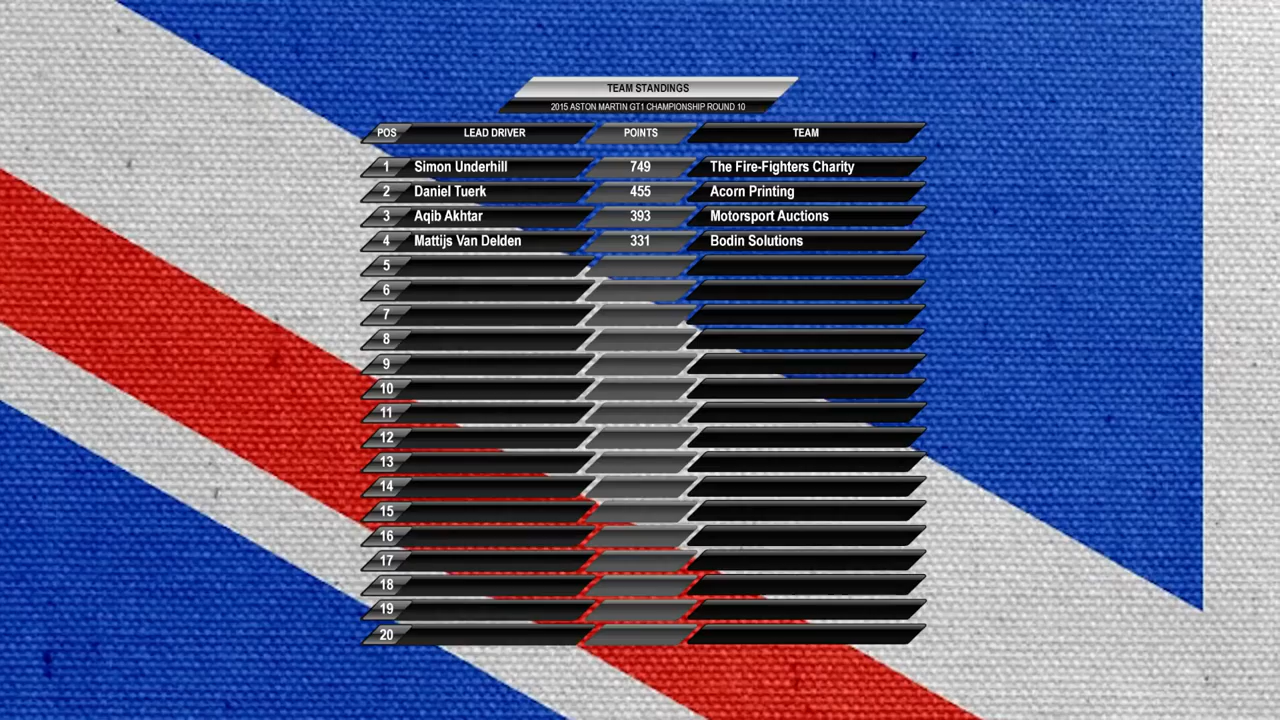 TEAM STANDINGS
2015 ASTON MARTIN GT1 CHAMPIONSHIP ROUND 10
POS LEAD DRIVER POINTS TEAM
1 Simon Underhill 749 The Fire-Fighters Charity
2 Daniel Tuerk 455 Acorn Printing
3 Aqib Akhtar 393 Motorsport Auctions
4 Mattijs Van Delden 331 Bodin Solutions
5
6
7
8
9
10
11
12
13
14
15
16
17
18
19
20